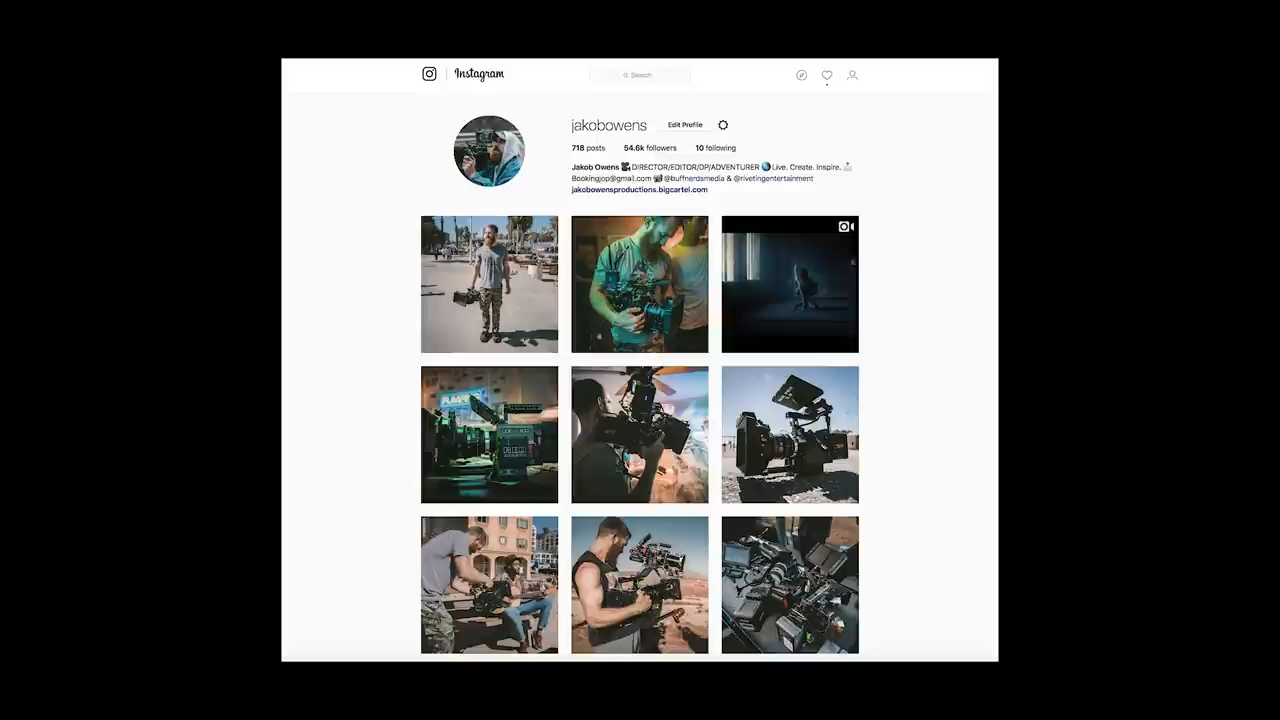 Instagram
Search
jakobowens Edit Profile
718 posts 54.6k followers 10 following
Jakob Owens 🎥 DIRECTOR/EDITOR/DP/ADVENTURER 🌎 Live. Create. Inspire. 📩
Bookingjop@gmail.com 📹 @buffnerdsmedia & @rivetingentertainment
jakobowensproductions.bigcartel.com